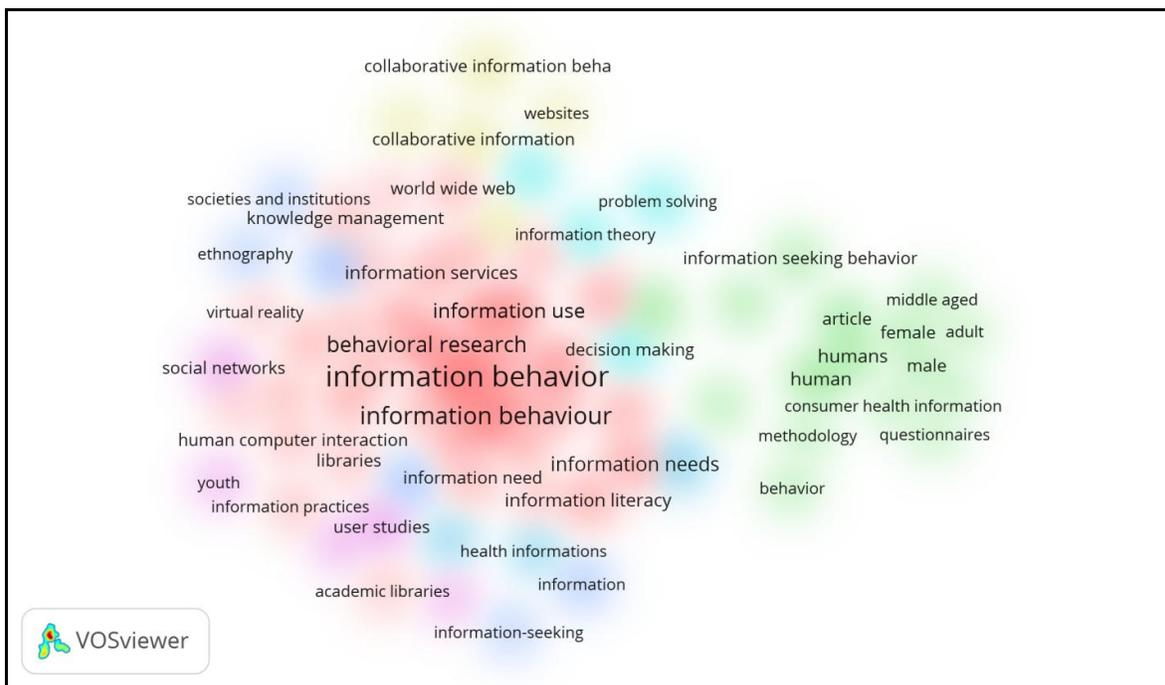 collaborative information beha
websites
collaborative information
world wide web
societies and institutions
problem solving
knowledge management
information theory
ethnography
information seeking behavior
information services
middle aged
virtual reality
information use
article
female adult
behavioral research
decision making
humans
social networks
information behavior
male
human
information behaviour
consumer health information
human computer interaction
methodology
questionnaires
libraries
information needs
youth
information need
behavior
information practices
information literacy
user studies
health informations
academic libraries
information
information-seeking
VOSviewer